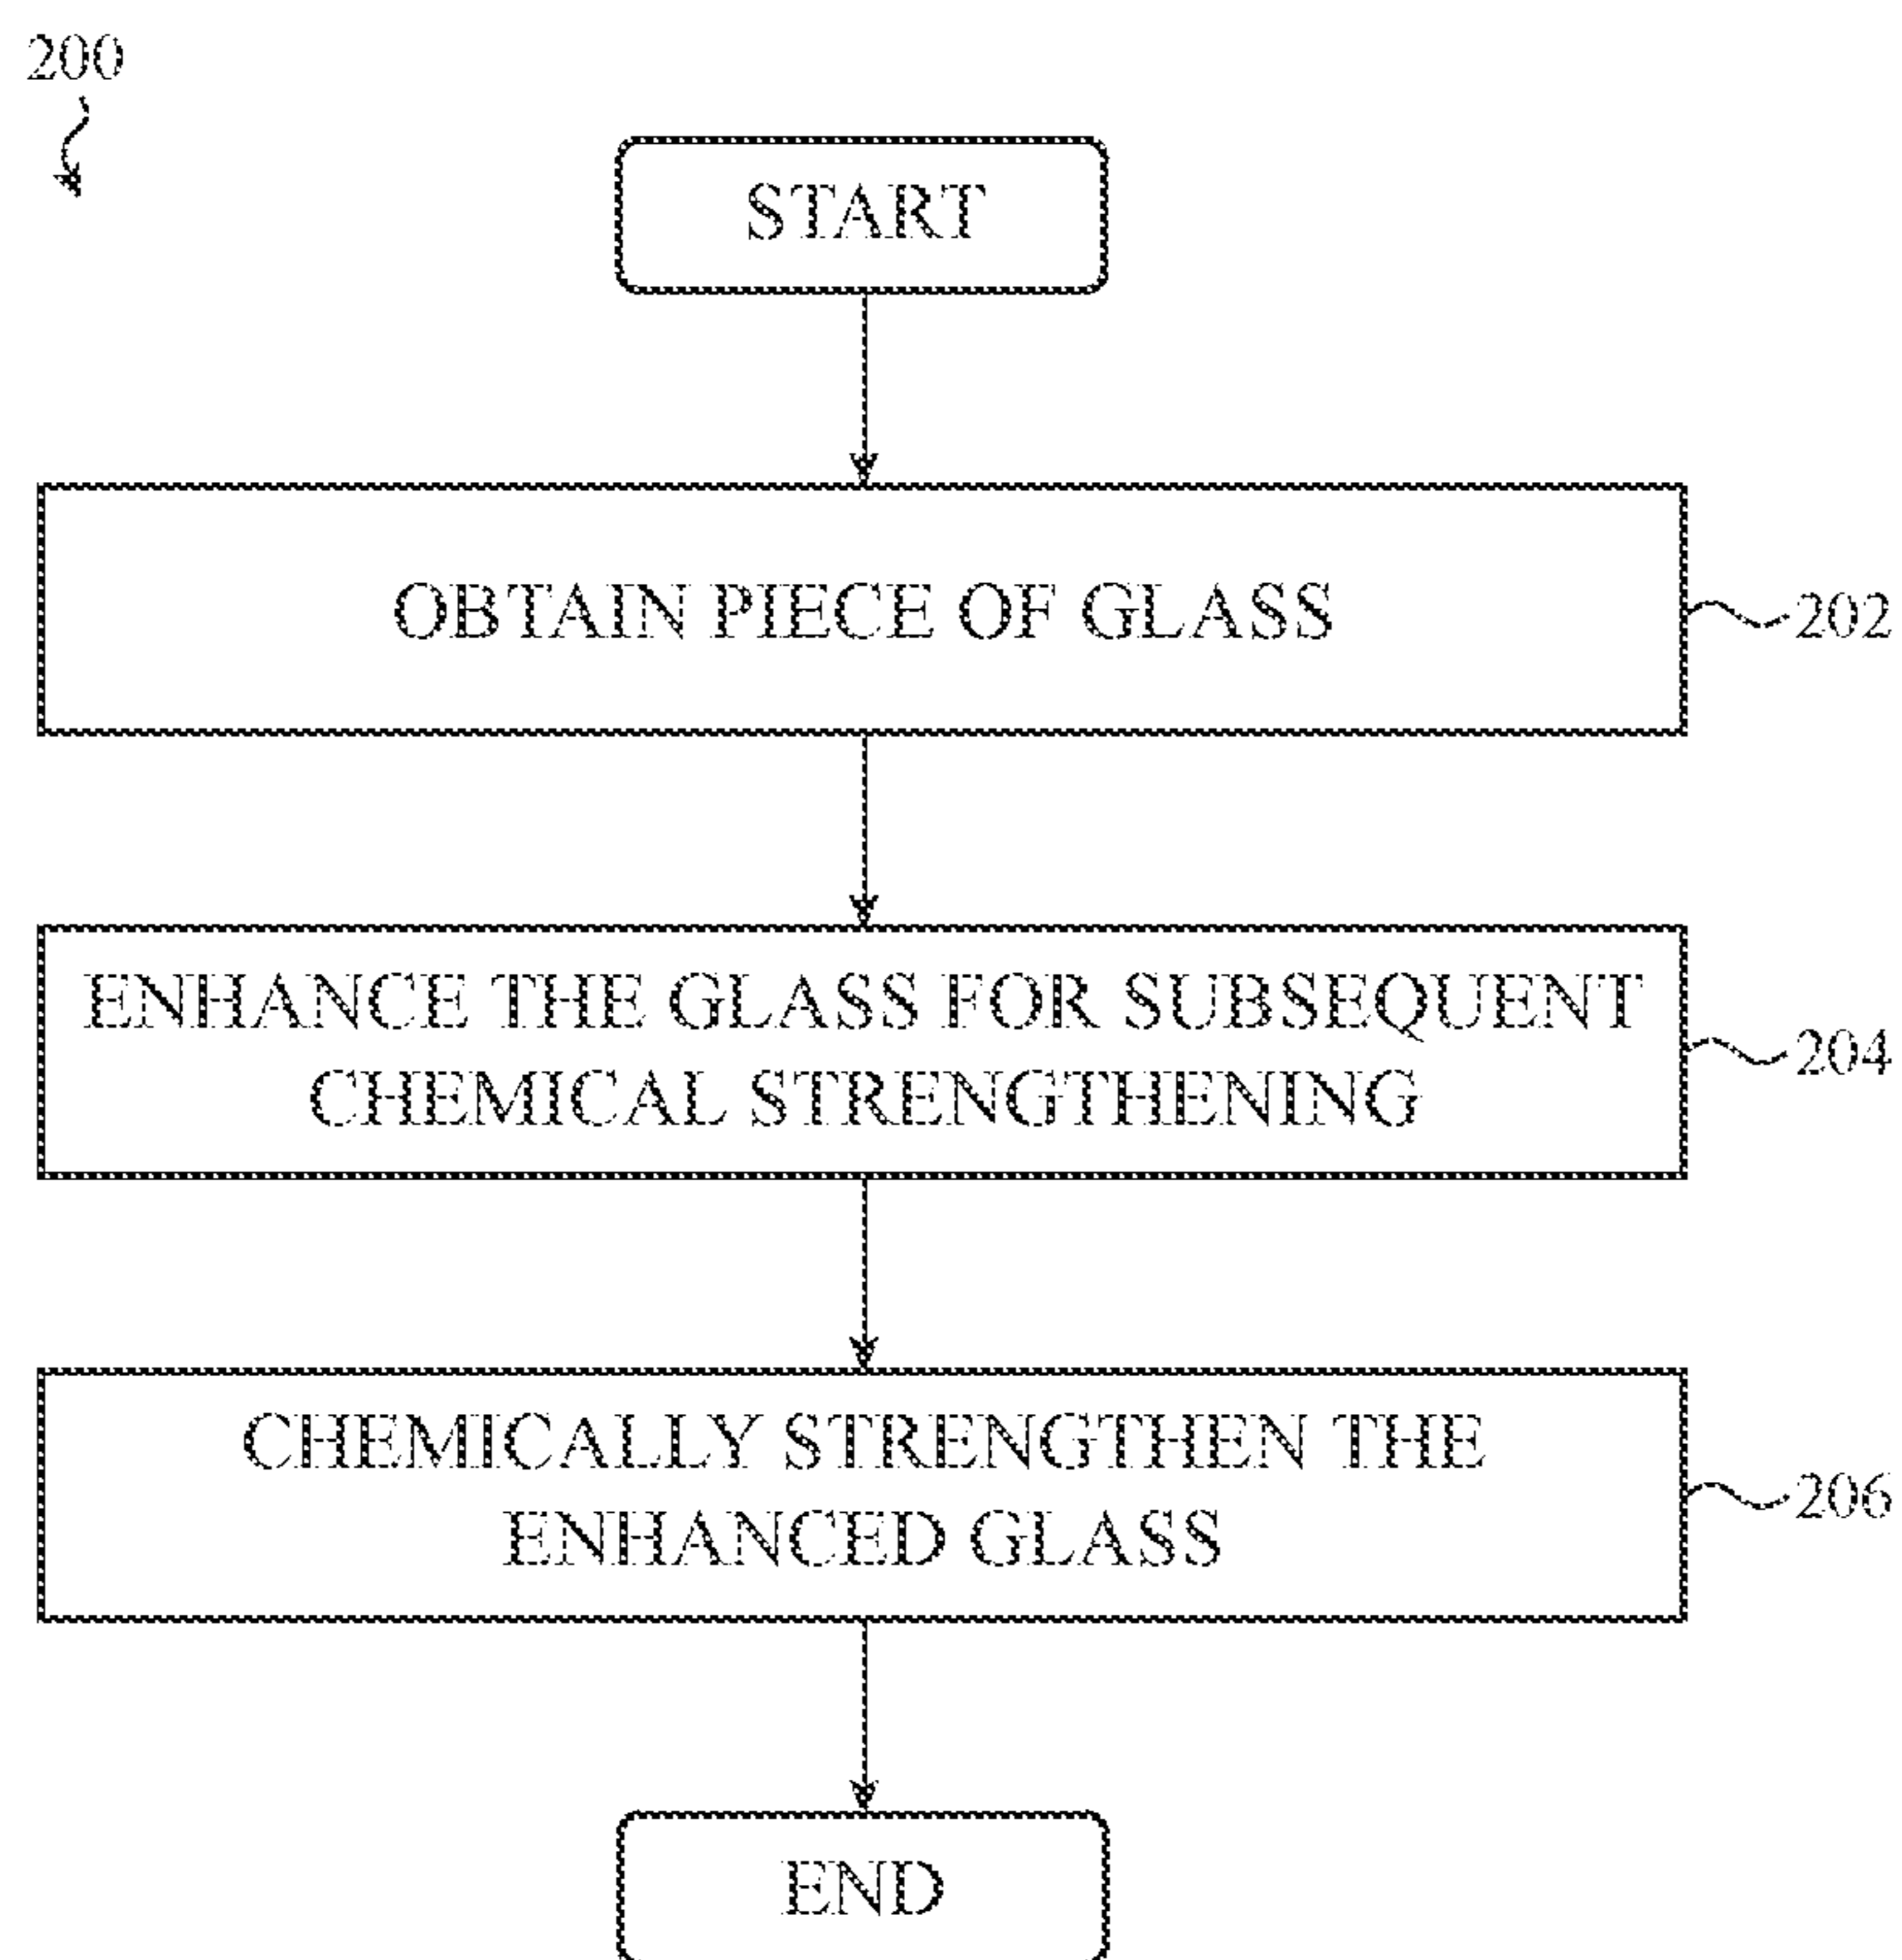 200
START
OBTAIN PIECE OF GLASS
202
ENHANCE THE GLASS FOR SUBSEQUENT
CHEMICAL STRENGTHENING
204
CHEMICALLY STRENGTHEN THE
ENHANCED GLASS
206
END